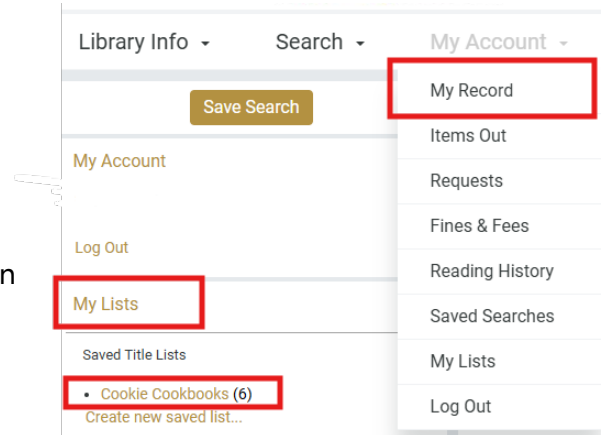 Library Info
Search
My Account
Save Search
My Account
Log Out
n
My Lists
Saved Title Lists
• Cookie Cookbooks (6)
Create new saved list...
My Record
Items Out
Requests
Fines & Fees
Reading History
Saved Searches
My Lists
Log Out